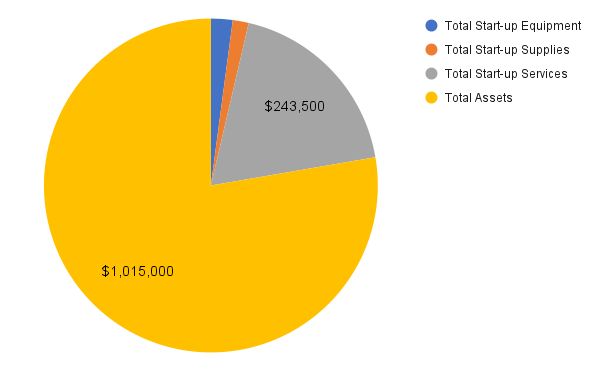 Total Start-up Equipment
Total Start-up Supplies
Total Start-up Services
Total Assets
$243,500
$1,015,000